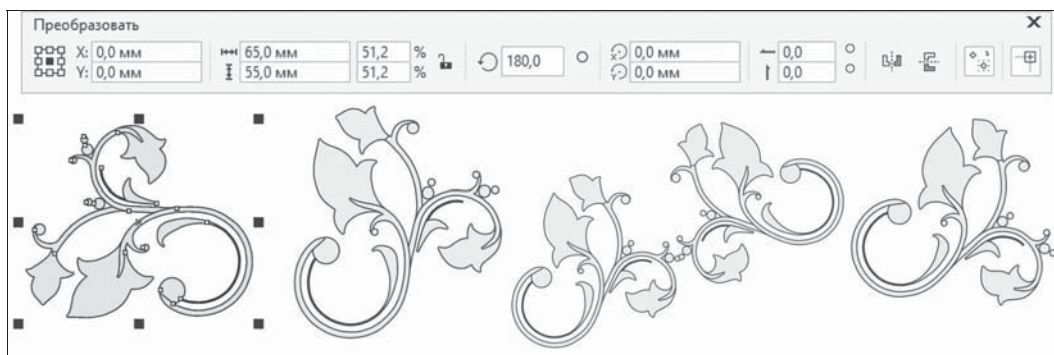 Преобразовать
X: 0,0 мм 65,0 мм 51,2 % 180,0 ° 0,0 мм 0,0 °
Y: 0,0 мм 55,0 мм 51,2 % 0,0 мм 0,0 °